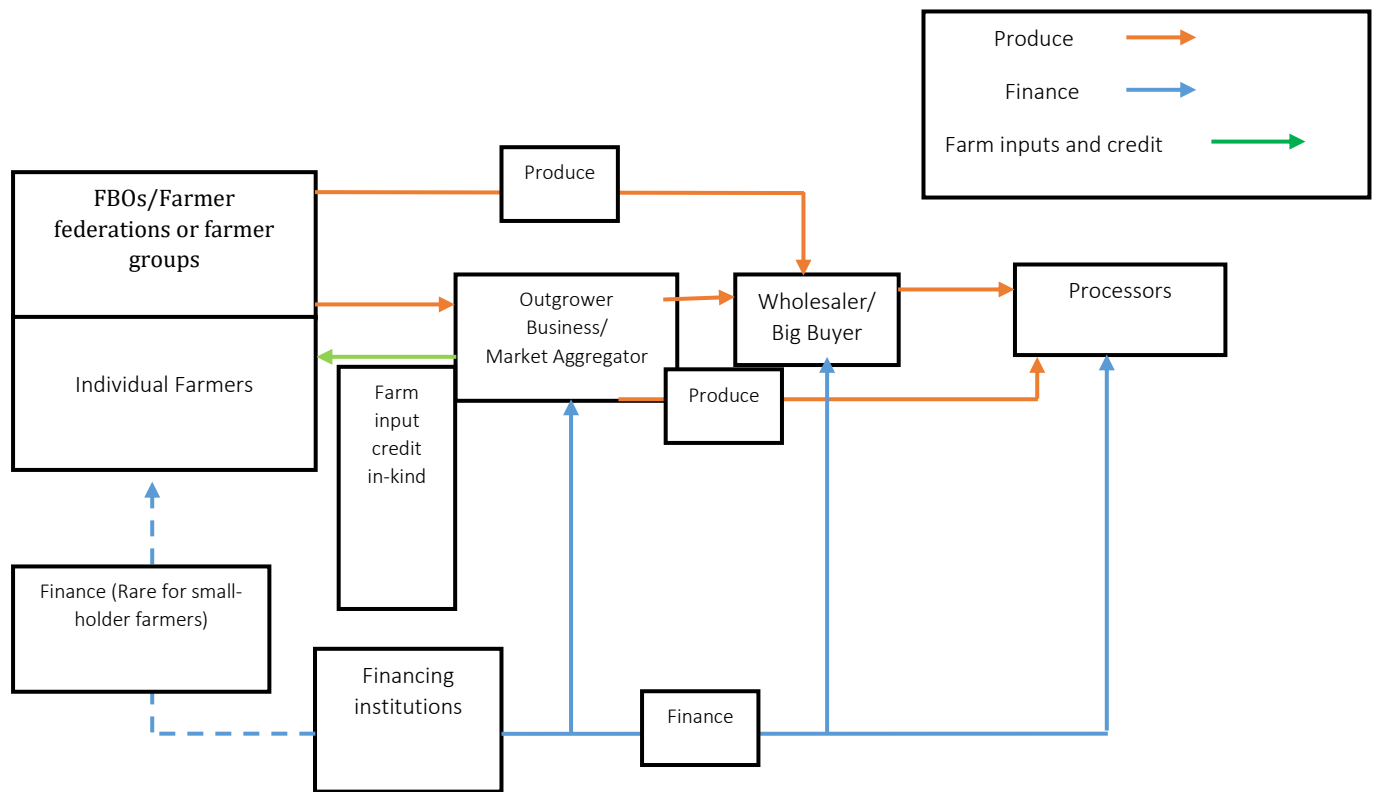 Produce
Finance
Farm inputs and credit
Produce
FBOs/Farmer
federations or farmer
groups
Individual Farmers
Outgrower
Business/
Market Aggregator
Wholesaler/
Big Buyer
Processors
Farm
input
credit
in-kind
Produce
Finance (Rare for small-
holder farmers)
Financing
institutions
Finance